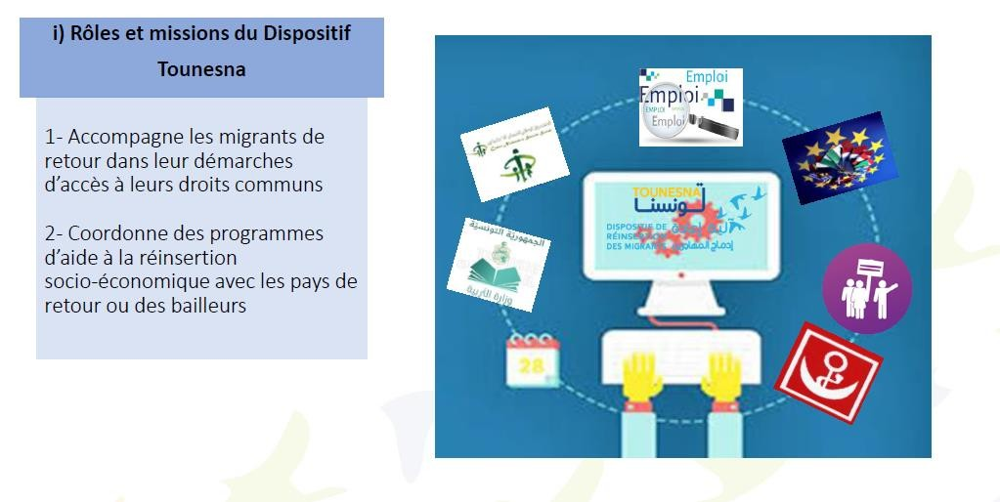 i) Rôles et missions du Dispositif
Tounesna
1- Accompagne les migrants de
retour dans leur démarches
d’accès à leurs droits communs
2- Coordonne des programmes
d’aide à la réinsertion
socio-économique avec les pays de
retour ou des bailleurs
Emploi
Emploi
EMPLOI
Emploi
TOUNESNA
تونسنا
DISPOSITIF DE
RÉINSERTION
DES MIGRANTS
إدماج المهاجرين
الجمهورية التونسية
وزارة التربية
28